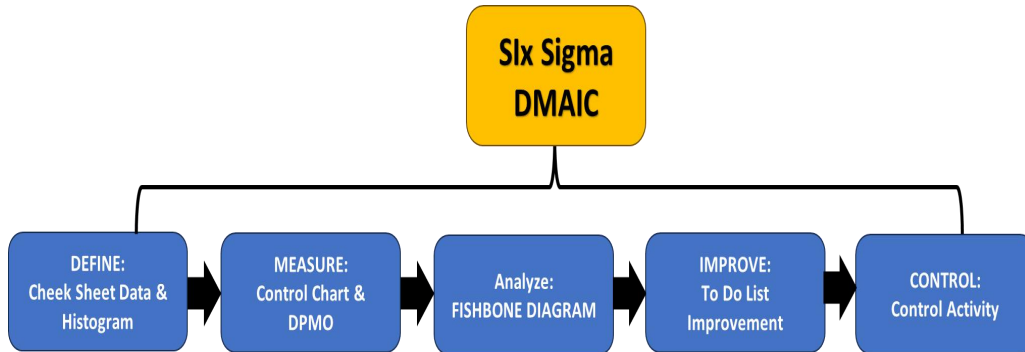 SIx Sigma
DMAIC
DEFINE:
Cheek Sheet Data &
Histogram
MEASURE:
Control Chart &
DPMO
Analyze:
FISHBONE DIAGRAM
IMPROVE:
To Do List
Improvement
CONTROL:
Control Activity